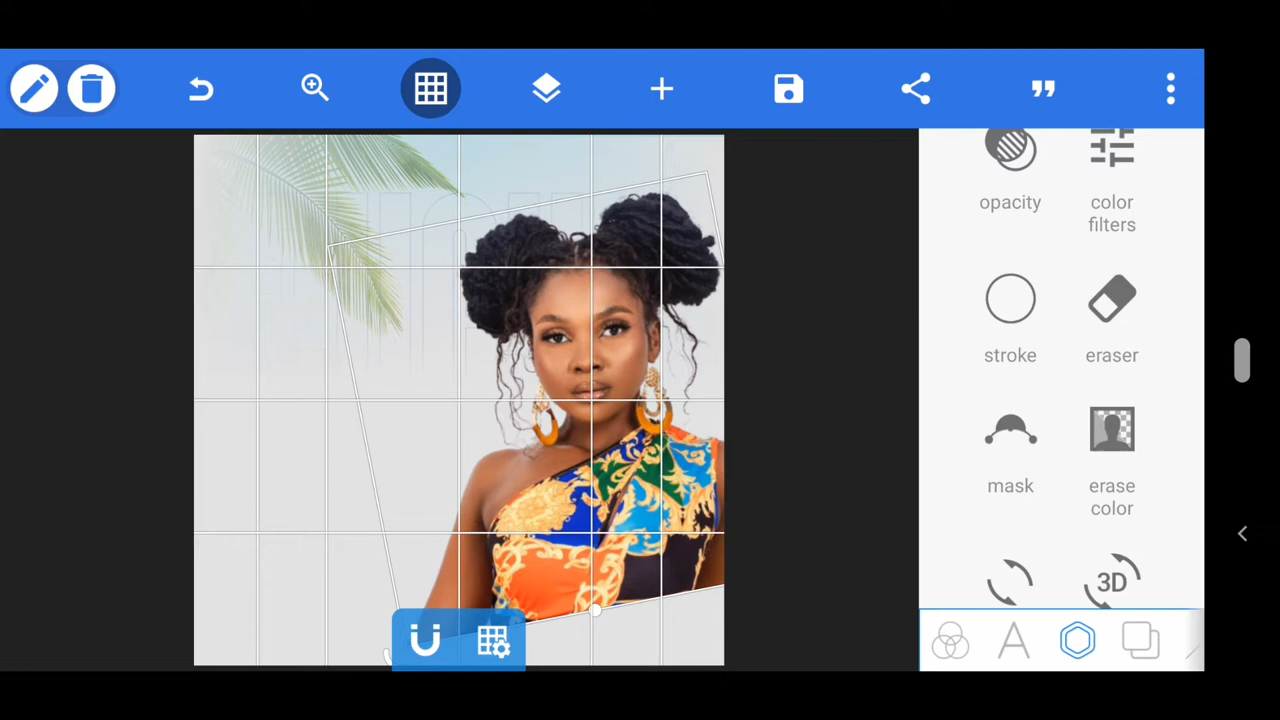 opacity
color
filters
stroke
eraser
mask
erase
color
3D
A